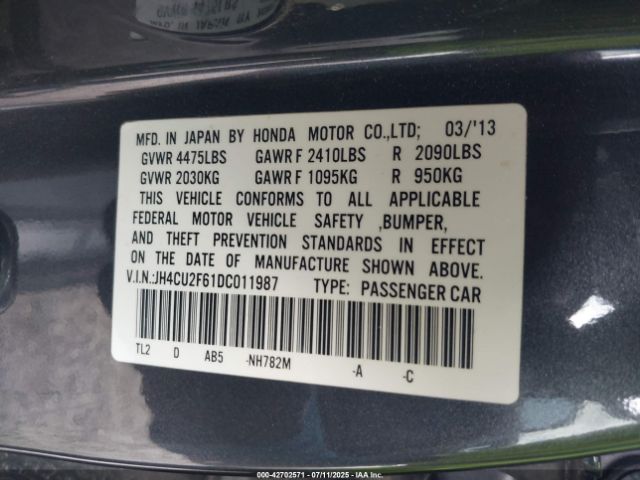 MFD. IN JAPAN BY HONDA MOTOR CO.,LTD; 03/'13
GVWR 4475LBS GAWR F 2410LBS R 2090LBS
GVWR 2030KG GAWR F 1095KG R 950KG
THIS VEHICLE CONFORMS TO ALL APPLICABLE
FEDERAL MOTOR VEHICLE SAFETY ,BUMPER,
AND THEFT PREVENTION STANDARDS IN EFFECT
ON THE DATE OF MANUFACTURE SHOWN ABOVE.
V.I.N.:JH4CU2F61DC011987 TYPE: PASSENGER CAR
TL2 D AB5 -NH782M -A -C
000-42702571 - 07/11/2025 - IAAI.com